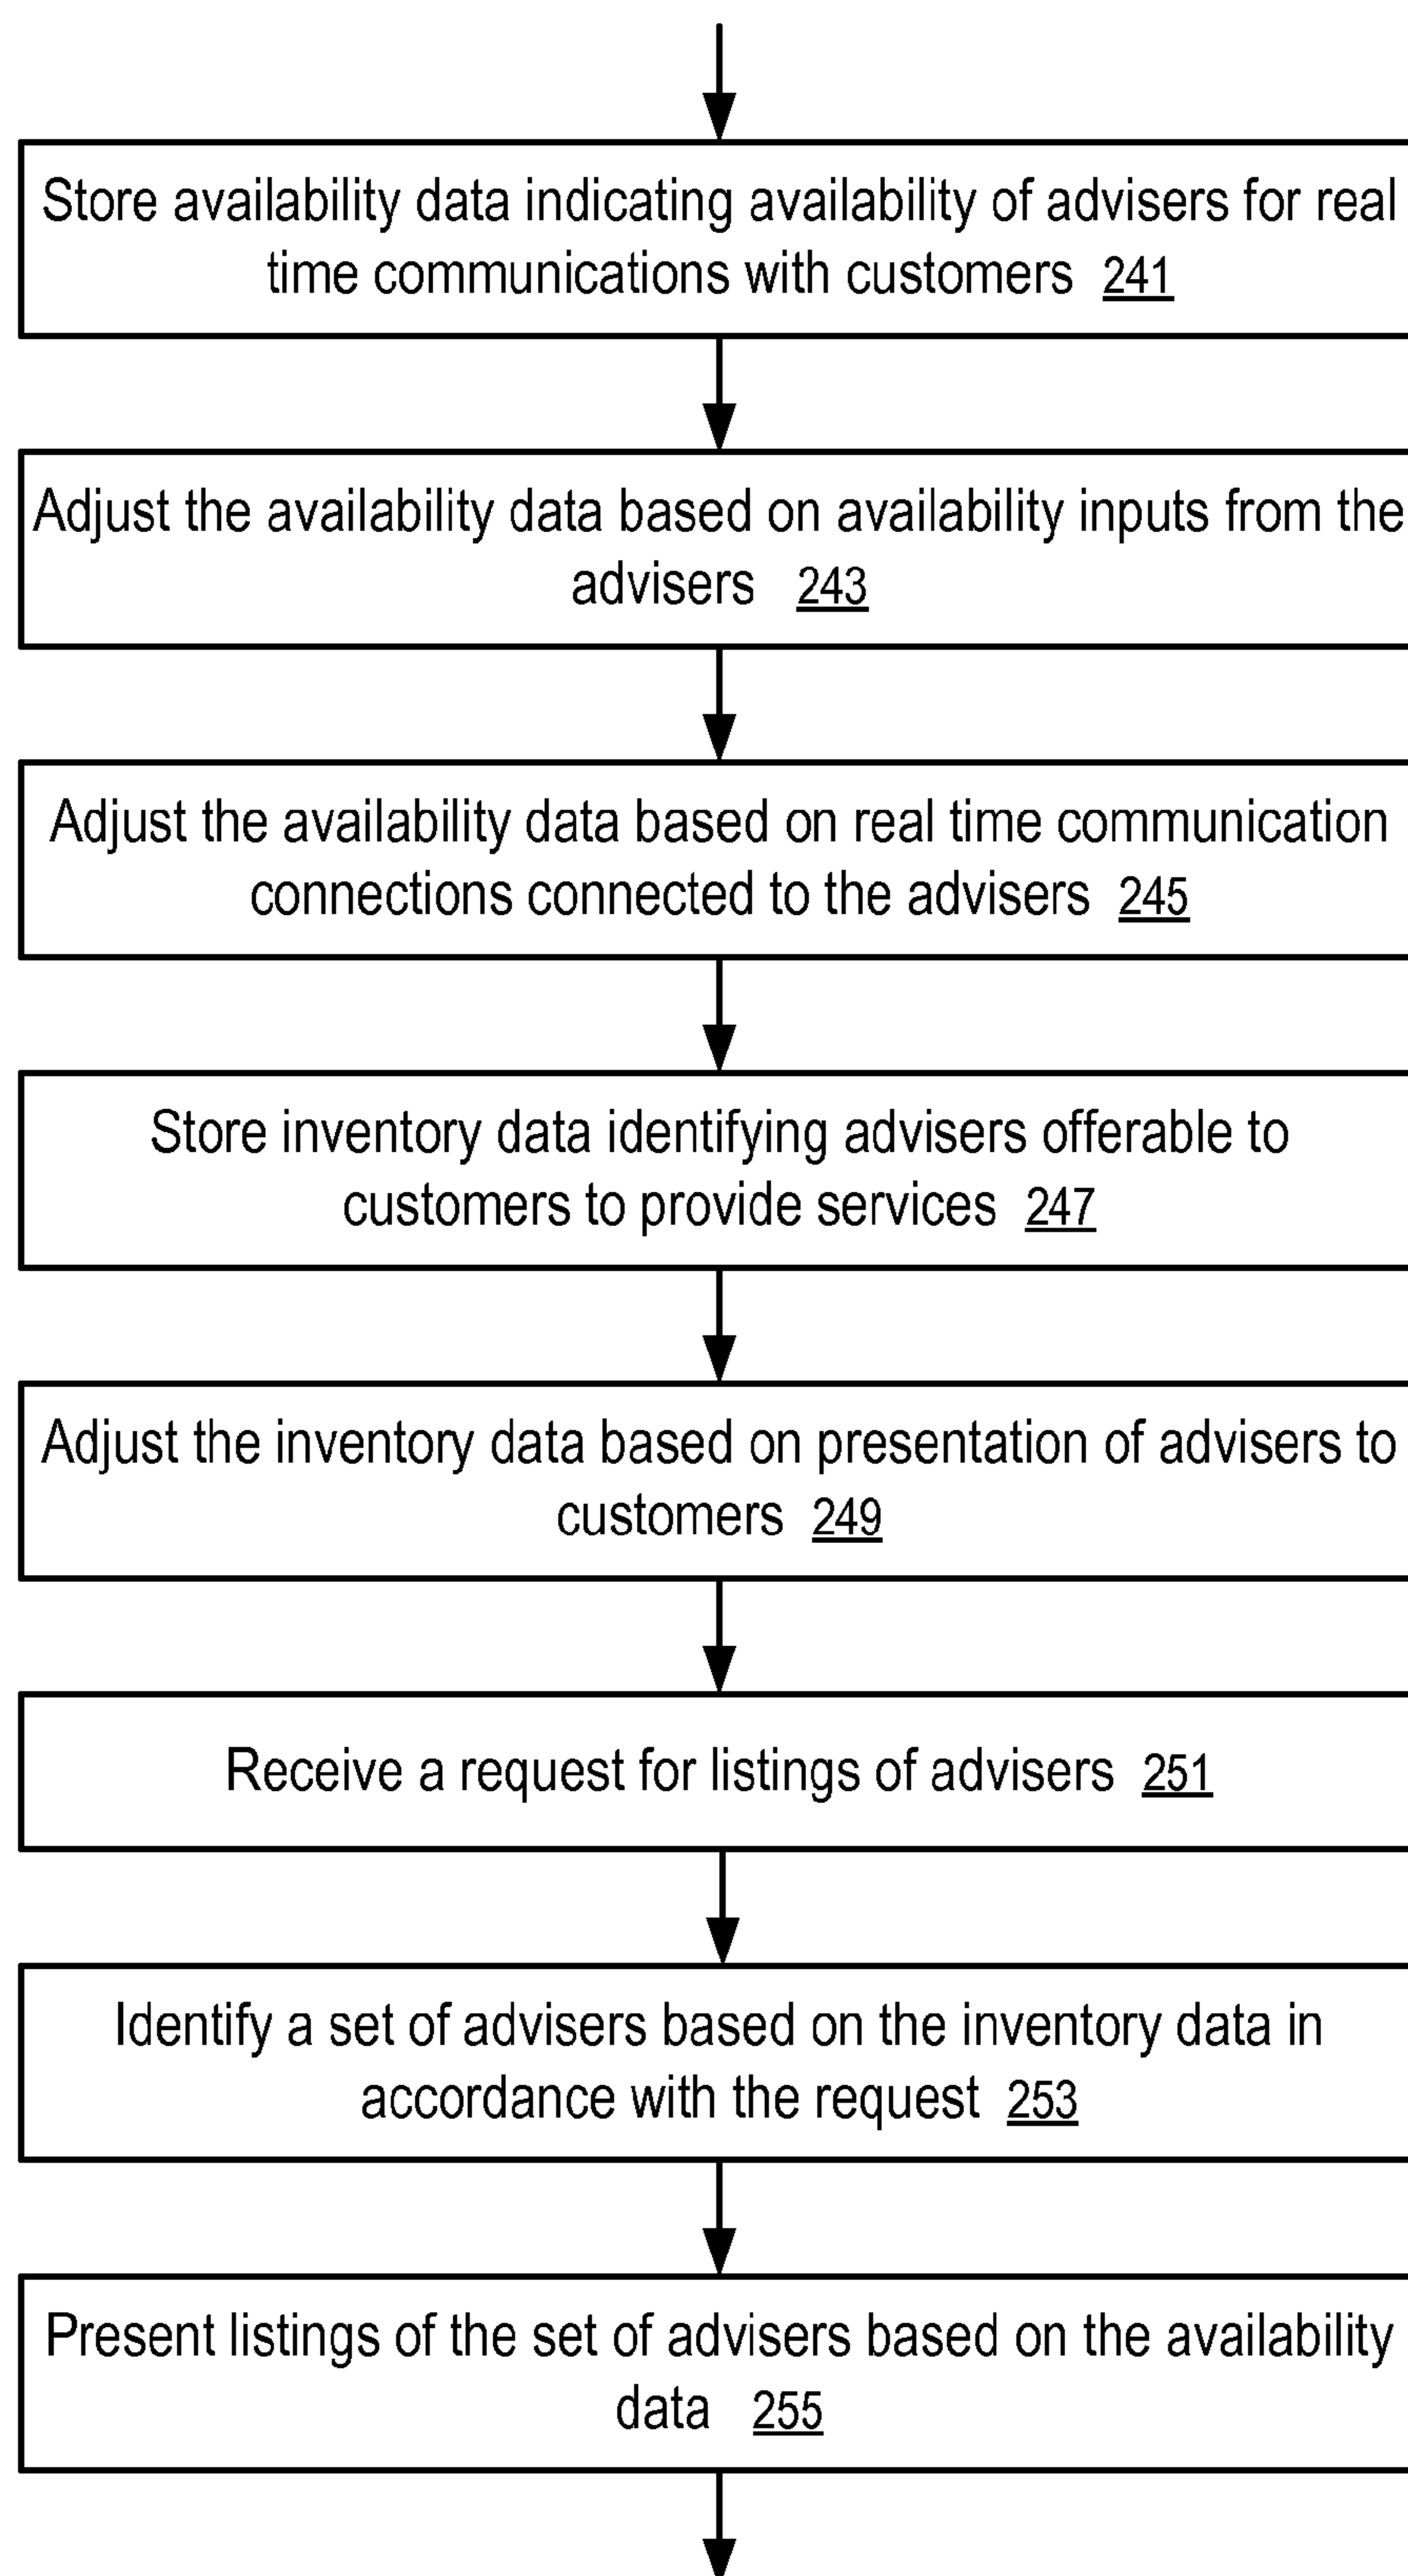 Store availability data indicating availability of advisers for real
time communications with customers 241
Adjust the availability data based on availability inputs from the
advisers 243
Adjust the availability data based on real time communication
connections connected to the advisers 245
Store inventory data identifying advisers offerable to
customers to provide services 247
Adjust the inventory data based on presentation of advisers to
customers 249
Receive a request for listings of advisers 251
Identify a set of advisers based on the inventory data in
accordance with the request 253
Present listings of the set of advisers based on the availability
data 255